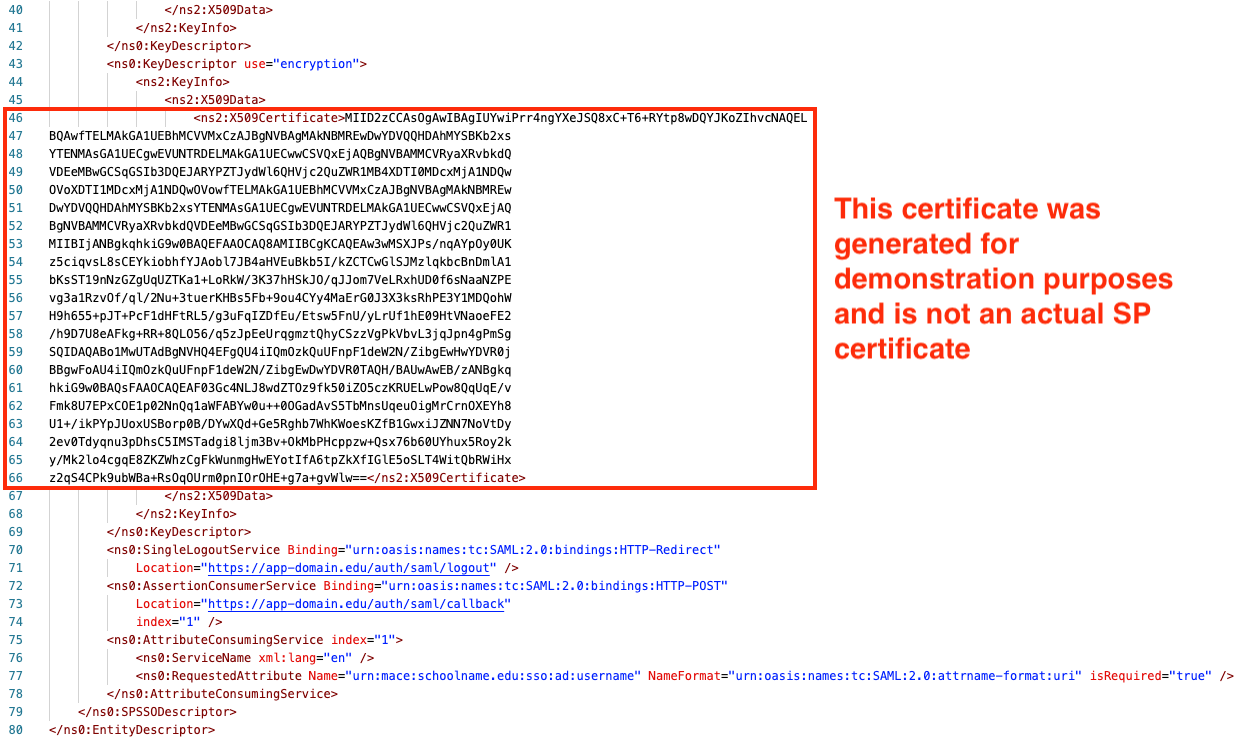 40 </ns2:X509Data>
41 </ns2:KeyInfo>
42 </ns0:KeyDescriptor>
43 <ns0:KeyDescriptor use="encryption">
44 <ns2:KeyInfo>
45 <ns2:X509Data>
46 <ns2:X509Certificate>MIID2zCCAsOgAwIBAgIUYwiPrr4ngYXeJSQ8xC+T6+RYtp8wDQYJKoZIhvcNAQEL
47 BQAwfTELMAkGA1UEBhMCVVMxCzAJBgNVBAgMAkNBMREwDwYDVQQHDAhMYSBKb2xs
48 YTENMAsGA1UECgwEVUNTRDELMAkGA1UECwwCSVQxEjAQBgNVBAMMCVRyaXRvbkdQ
49 VDEeMBwGCSqGSIb3DQEJARYPZTJydWl6QHVjc2QuZWR1MB4XDTI0MDcxMjA1NDQw
50 OVoXDTI1MDcxMjA1NDQwOVowfTELMAkGA1UEBhMCVVMxCzAJBgNVBAgMAkNBMREw
51 DwYDVQQHDAhMYSBKb2xsYTENMAsGA1UECgwEVUNTRDELMAkGA1UECwwCSVQxEjAQ
52 BgNVBAMMCVRyaXRvbkdQVDEeMBwGCSqGSIb3DQEJARYPZTJydWl6QHVjc2QuZWR1
53 MIIBIjANBgkqhkiG9w0BAQEFAAOCAQ8AMIIBCgKCAQEAw3wMSXJPs/nqAYpOy0UK
54 z5ciqvsL8sCEYkiobhfYJAobl7JB4aHVEuBkb5I/kZCTCwGlSJMzlqkbcBnDmlA1
55 bKsST19nNzGZgUqUZTKa1+LoRkW/3K37hHSkJO/qJJom7VeLRxhUD0f6sNaaNZPE
56 vg3a1RzvOf/ql/2Nu+3tuerKHBs5Fb+9ou4CYy4MaErG0J3X3ksRhPE3Y1MDQohW
57 H9h655+pJT+PcF1dHFtRL5/g3uFqIZDfEu/Etsw5FnU/yLrUf1hE09HtVNaoeFE2
58 /h9D7U8eAFkg+RR+8QLO56/q5zJpEeUrqgmztQhyCSzzVgPkVbvL3jqJpn4gPmSg
59 SQIDAQABo1MwUTAdBgNVHQ4EFgQU4iIQmOzkQuUFnpF1deW2N/ZibgEwHwYDVR0j
60 BBgwFoAU4iIQmOzkQuUFnpF1deW2N/ZibgEwDwYDVR0TAQH/BAUwAwEB/zANBgkq
61 hkiG9w0BAQsFAAOCAQEAF03Gc4NLJ8wdZTOz9fk50iZO5czKRUELwPow8QqUqE/v
62 Fmk8U7EPxCOE1p02NnQq1aWFABYw0u++0OGadAvS5TbMnsUqeuOigMrCrnOXEYh8
63 U1+/ikPYpJUoxUSBorp0B/DYwXQd+Ge5Rghb7WhKWoesKZfB1GwxiJZNN7NoVtDy
64 2ev0Tdyqnu3pDhsC5IMSTadgi8ljm3Bv+OkMbPHcppzw+Qsx76b60UYhux5Roy2k
65 y/Mk2lo4cgqE8ZKZWhzCgFkWunmgHwEYotIfA6tpZkXfIGlE5oSLT4WitQbRWiHx
66 z2qS4CPk9ubWBa+RsOqOUrm0pnIOrOHE+g7a+gvWlw==</ns2:X509Certificate>
This certificate was
generated for
demonstration purposes
and is not an actual SP
certificate
67 </ns2:X509Data>
68 </ns2:KeyInfo>
69 </ns0:KeyDescriptor>
70 <ns0:SingleLogoutService Binding="urn:oasis:names:tc:SAML:2.0:bindings:HTTP-Redirect"
71 Location="https://app-domain.edu/auth/saml/logout" />
72 <ns0:AssertionConsumerService Binding="urn:oasis:names:tc:SAML:2.0:bindings:HTTP-POST"
73 Location="https://app-domain.edu/auth/saml/callback"
74 index="1" />
75 <ns0:AttributeConsumingService index="1">
76 <ns0:ServiceName xml:lang="en" />
77 <ns0:RequestedAttribute Name="urn:mace:schoolname.edu:sso:ad:username" NameFormat="urn:oasis:names:tc:SAML:2.0:attrname-format:uri" isRequired="true" />
78 </ns0:AttributeConsumingService>
79 </ns0:SPSSODescriptor>
80 </ns0:EntityDescriptor>